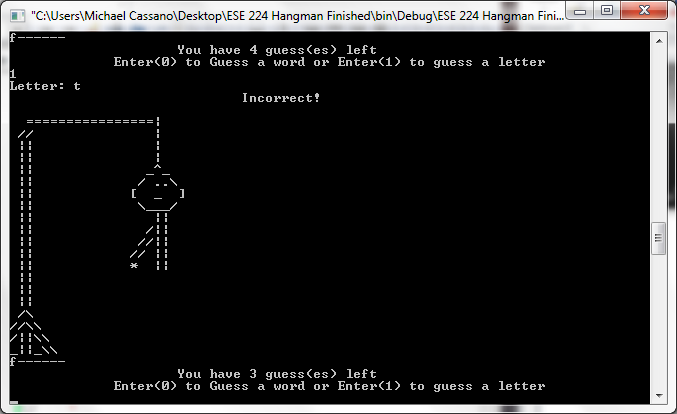 "C:\Users\Michael Cassano\Desktop\ESE 224 Hangman Finished\bin\Debug\ESE 224 Hangman Fini...
f------
You have 4 guess(es) left
Enter(0) to Guess a word or Enter(1) to guess a letter
1
Letter: t
Incorrect!
f------
You have 3 guess(es) left
Enter(0) to Guess a word or Enter(1) to guess a letter